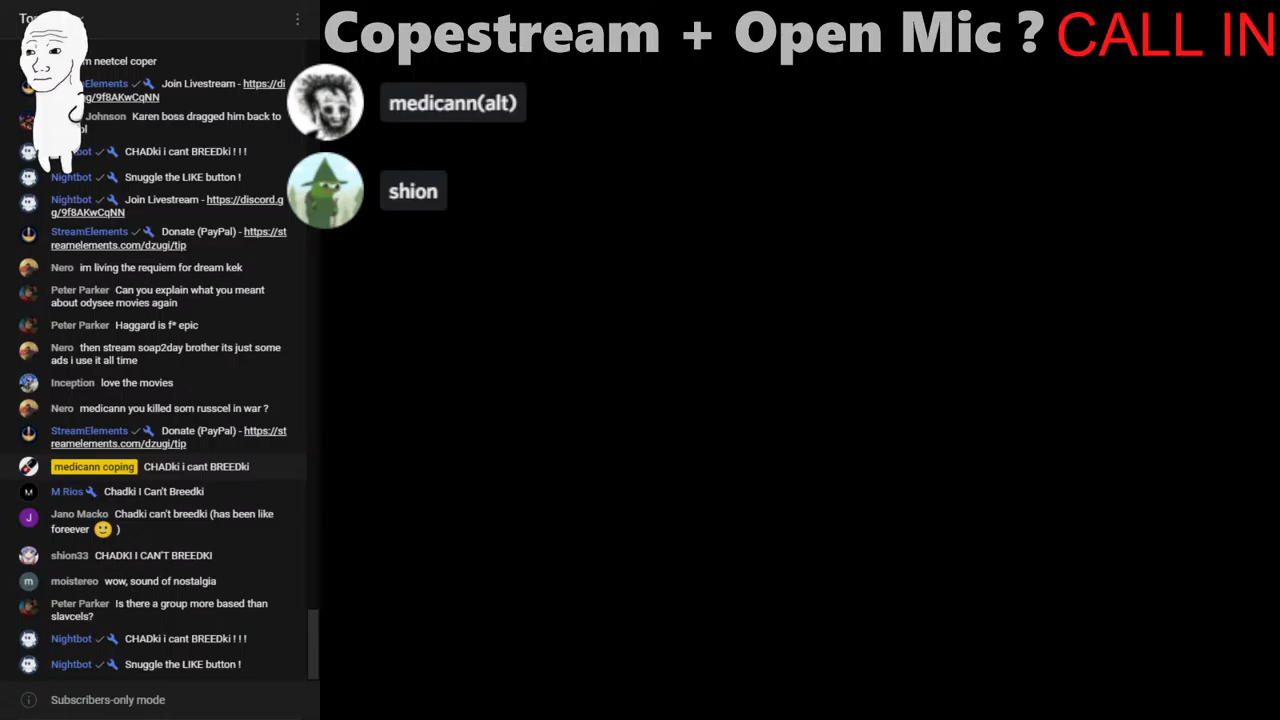 Copestream + Open Mic ? CALL IN
medicann(alt)
shion
m neetcel coper
Elements Join Livestream - https://di
g/9f8AKwCqNN
Johnson Karen boss dragged him back to
CHADki i cant BREEDki ! ! !
Nightbot Snuggle the LIKE button !
Nightbot Join Livestream - https://discord.g
g/9f8AKwCqNN
StreamElements Donate (PayPal) - https://st
reamelements.com/dzugi/tip
Nero im living the requiem for dream kek
Peter Parker Can you explain what you meant
about odysee movies again
Peter Parker Haggard is f* epic
Nero then stream soap2day brother its just some
ads i use it all time
Inception love the movies
Nero medicann you killed som russcel in war ?
StreamElements Donate (PayPal) - https://st
reamelements.com/dzugi/tip
medicann coping CHADki i cant BREEDki
M Rios Chadki I Can't Breedki
Jano Macko Chadki can't breedki (has been like
foreever 🙂 )
shion33 CHADKI I CAN'T BREEDKI
moistereo wow, sound of nostalgia
Peter Parker Is there a group more based than
slavcels?
Nightbot CHADki i cant BREEDki ! ! !
Nightbot Snuggle the LIKE button !
Subscribers-only mode